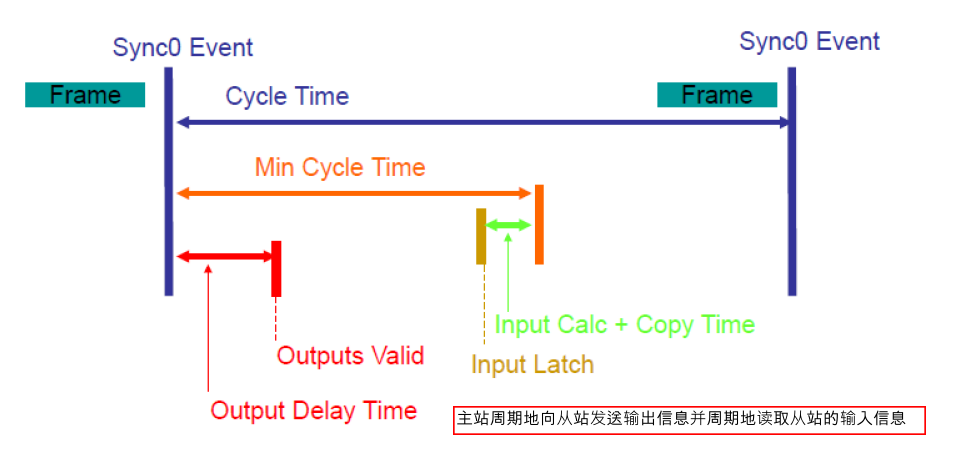 Sync0 Event
Sync0 Event
Frame
Cycle Time
Frame
Min Cycle Time
Input Calc + Copy Time
Outputs Valid
Input Latch
Output Delay Time
主站周期地向从站发送输出信息并周期地读取从站的输入信息